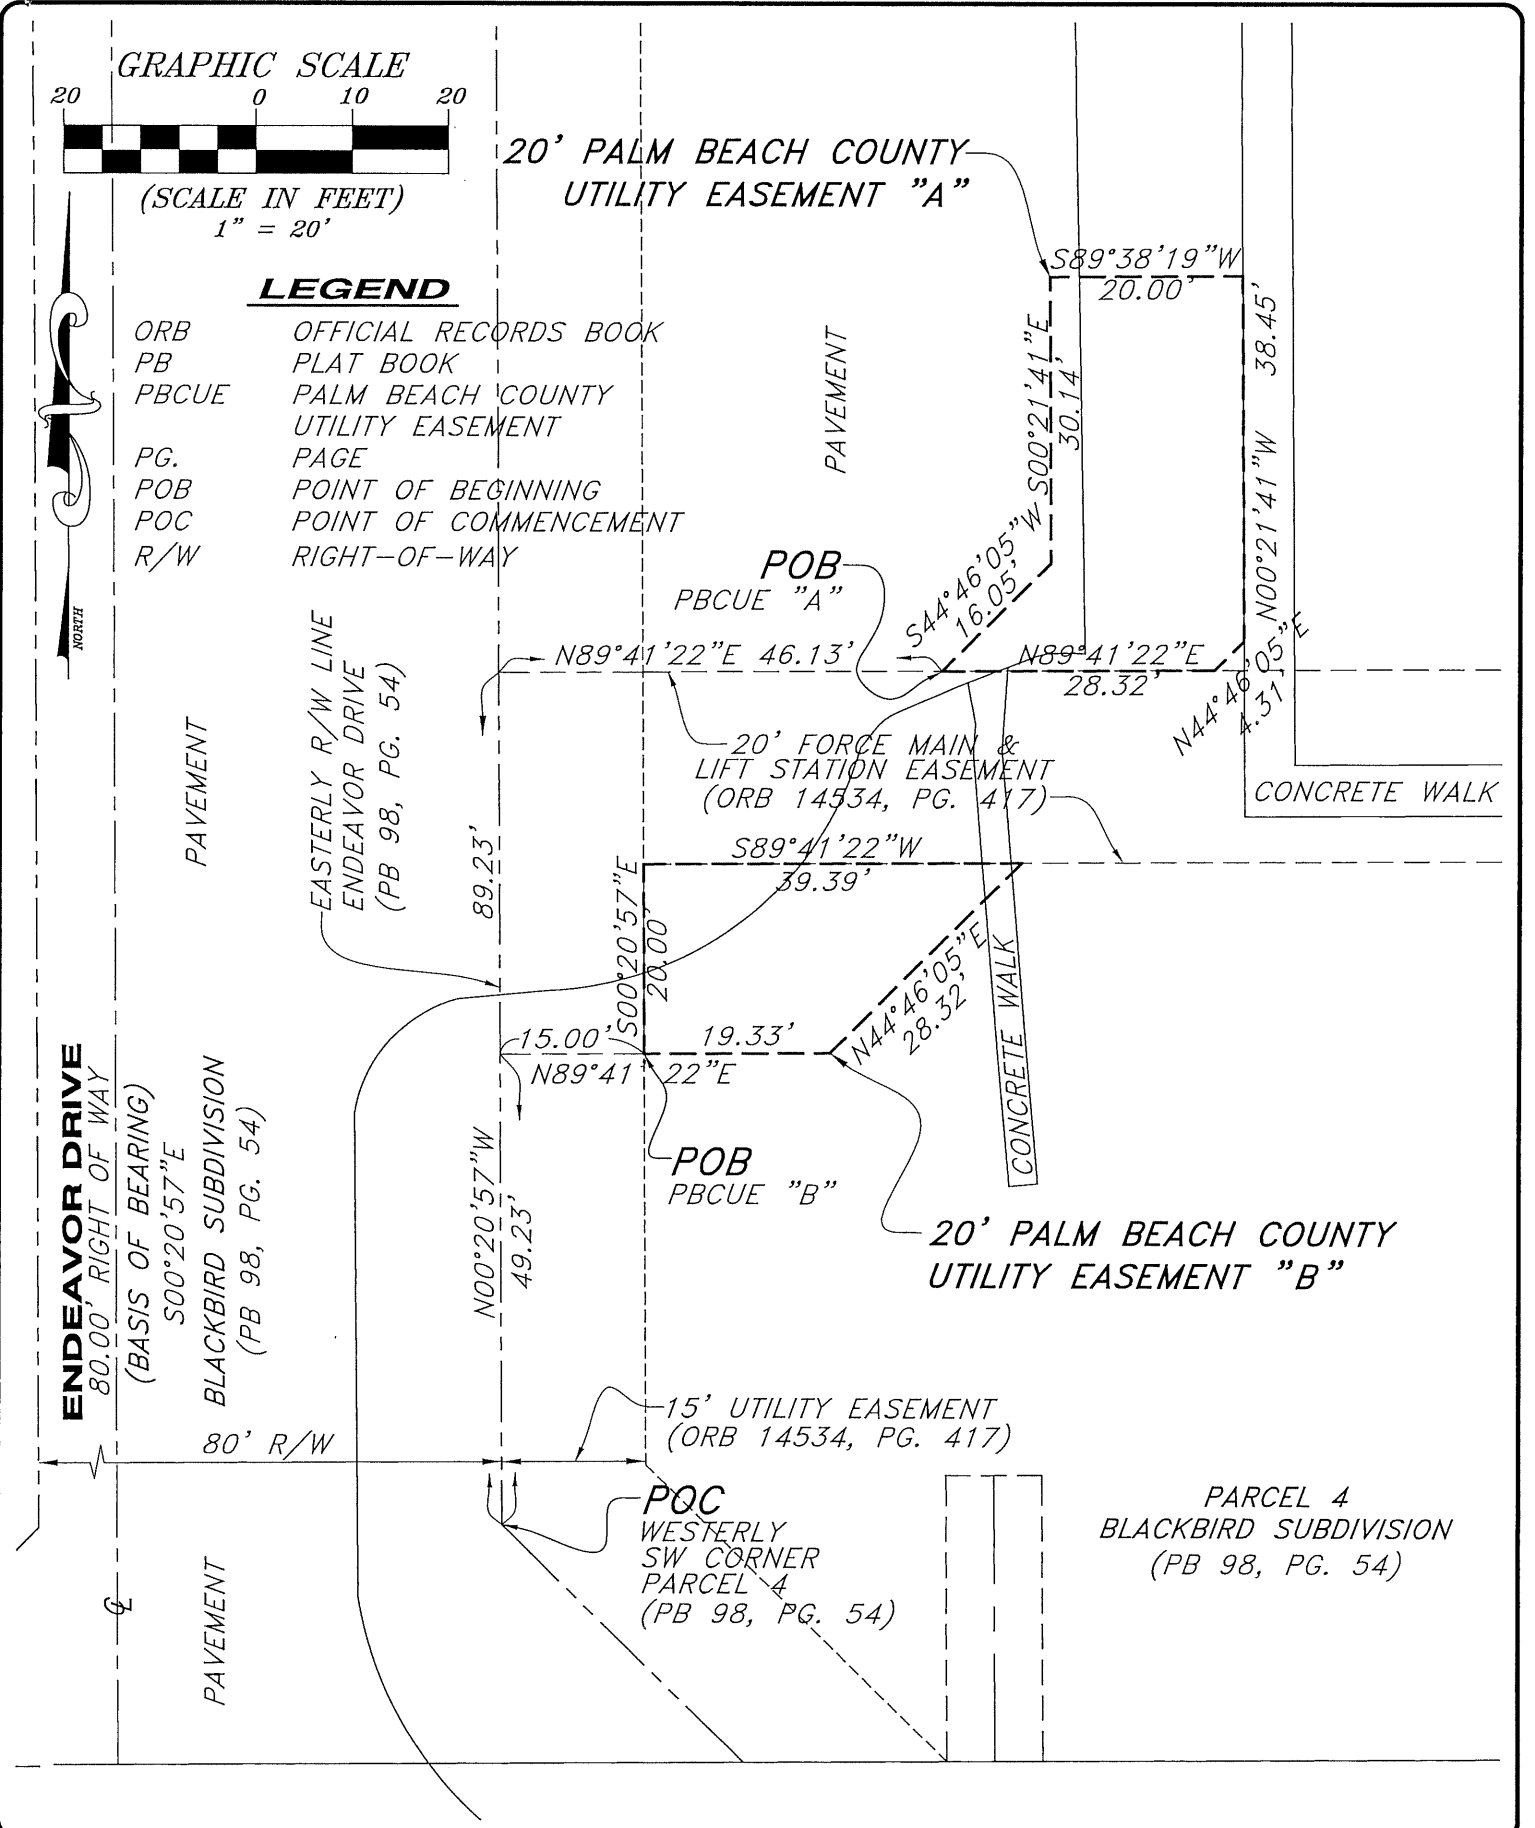 GRAPHIC SCALE
20 0 10 20
(SCALE IN FEET)
1" = 20'
20' PALM BEACH COUNTY
UTILITY EASEMENT "A"
LEGEND
ORB OFFICIAL RECORDS BOOK
PB PLAT BOOK
PBCUE PALM BEACH COUNTY
UTILITY EASEMENT
PG. PAGE
POB POINT OF BEGINNING
POC POINT OF COMMENCEMENT
R/W RIGHT-OF-WAY
NORTH
PAVEMENT
S89°38'19"W
20.00'
S00°21'41"E
30.14'
N00°21'41"W 38.45'
S44°46'05"W
16.05'
POB
PBCUE "A"
N89°41'22"E 46.13'
N89°41'22"E
28.32'
N44°46'05"E
4.31'
EASTERLY R/W LINE
ENDEAVOR DRIVE
(PB 98, PG. 54)
PAVEMENT
20' FORCE MAIN &
LIFT STATION EASEMENT
(ORB 14534, PG. 417)
CONCRETE WALK
89.23'
S89°41'22"W
39.39'
S00°20'57"E
20.00'
N44°46'05"E
28.32'
CONCRETE WALK
15.00'
19.33'
N89°41'22"E
POB
PBCUE "B"
20' PALM BEACH COUNTY
UTILITY EASEMENT "B"
N00°20'57"W
49.23'
ENDEAVOR DRIVE
80.00' RIGHT OF WAY
(BASIS OF BEARING)
S00°20'57"E
BLACKBIRD SUBDIVISION
(PB 98, PG. 54)
80' R/W
15' UTILITY EASEMENT
(ORB 14534, PG. 417)
POC
WESTERLY
SW CORNER
PARCEL 4
(PB 98, PG. 54)
PARCEL 4
BLACKBIRD SUBDIVISION
(PB 98, PG. 54)
℄
PAVEMENT